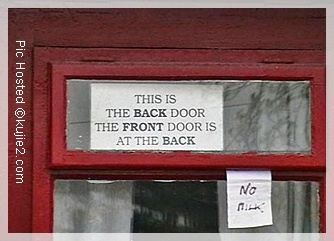 THIS IS
THE BACK DOOR
THE FRONT DOOR IS
AT THE BACK
NO
MILK
Pic Hosted @kujie2.com